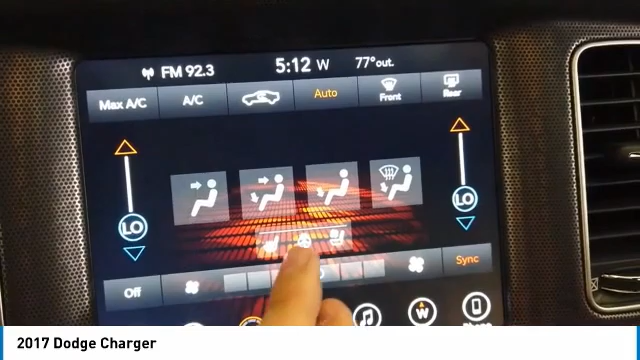 FM 92.3 5:12 W 77° out.
Max A/C A/C Auto Front Rear
LO LO
Off Sync
W
2017 Dodge Charger